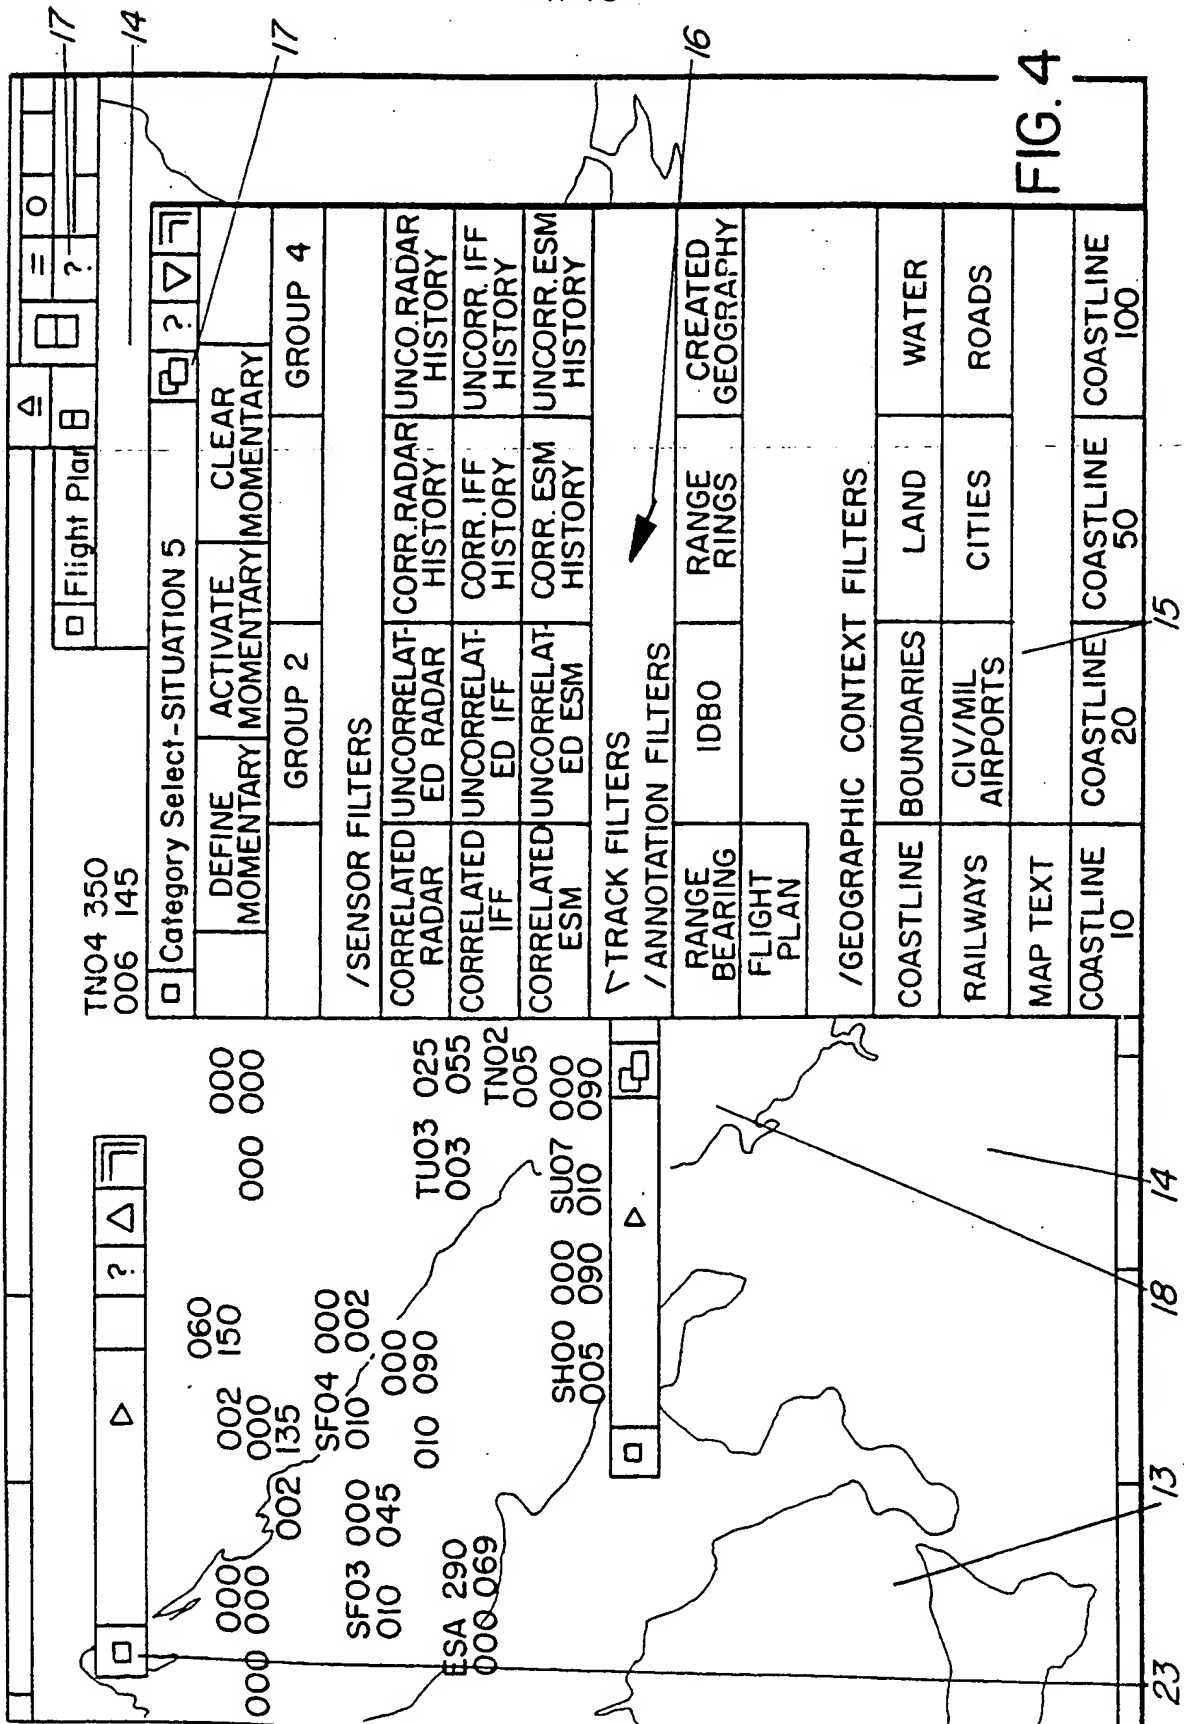 17
14
□ Flight Plan
?
TN04 350
006 145
□ Category Select-SITUATION 5
?
17
DEFINE MOMENTARY
ACTIVATE MOMENTARY
CLEAR MOMENTARY
GROUP 2
GROUP 4
/SENSOR FILTERS
CORRELATED RADAR
UNCORRELAT-ED RADAR
CORR. RADAR HISTORY
UNCO. RADAR HISTORY
CORRELATED IFF
UNCORRELAT-ED IFF
CORR. IFF HISTORY
UNCORR. IFF HISTORY
CORRELATED ESM
UNCORRELAT-ED ESM
CORR. ESM HISTORY
UNCORR. ESM HISTORY
TRACK FILTERS
/ANNOTATION FILTERS
16
RANGE BEARING
IDBO
RANGE RINGS
CREATED GEOGRAPHY
FLIGHT PLAN
/GEOGRAPHIC CONTEXT FILTERS
COASTLINE
BOUNDARIES
LAND
WATER
RAILWAYS
CIV/MIL AIRPORTS
CITIES
ROADS
MAP TEXT
COASTLINE 10
COASTLINE 20
COASTLINE 50
COASTLINE 100
?
060
150
000
000 000
002
000
002 135
000
000
000
000
SF04 000
010 002
SF03 000
010 045
000
010 090
TU03 025
003 055
ESA 290
000 069
TN02
005
SH00 000
005 090
SU07 000
010 090
23
13
18
14
15
FIG. 4